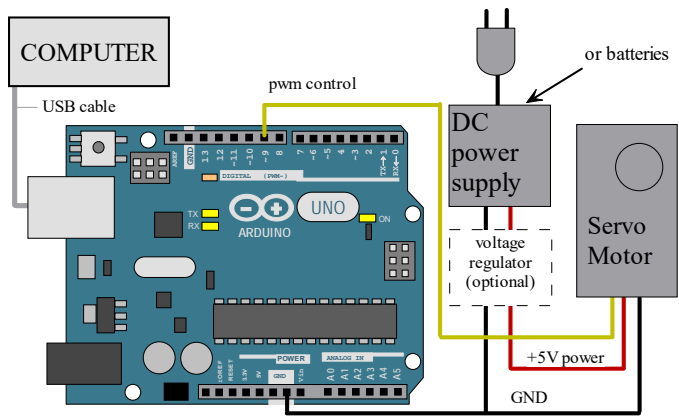 COMPUTER
USB cable
pwm control
or batteries
DC
power
supply
voltage
regulator
(optional)
Servo
Motor
+5V power
GND
AREF
GND
13
12
~11
~10
~9
8
7
~6
~5
4
~3
2
TX→1
RX←0
DIGITAL (PWM~)
TX
RX
ARDUINO
UNO
ON
POWER
ANALOG IN
IOREF
RESET
3.3V
5V
GND
Vin
A0
A1
A2
A3
A4
A5